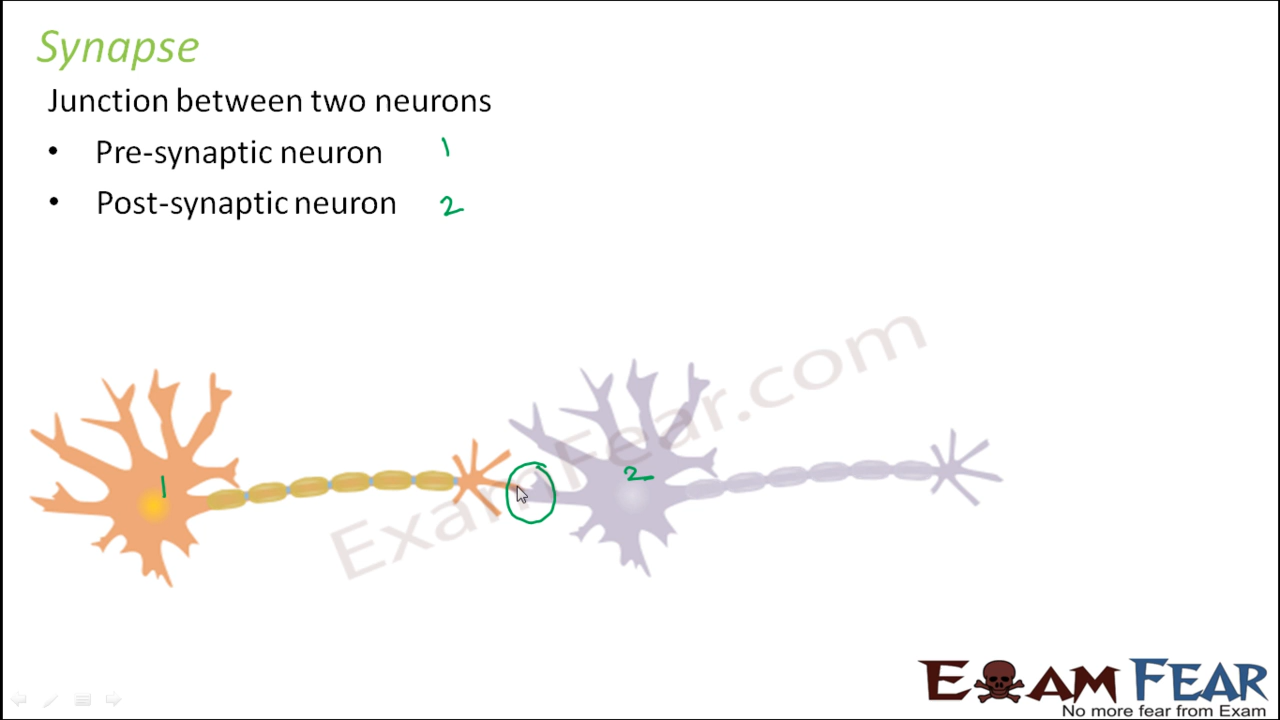 Synapse
Junction between two neurons
• Pre-synaptic neuron 1
• Post-synaptic neuron 2
1
2
ExamFear.com
EXAM FEAR
No more fear from Exam